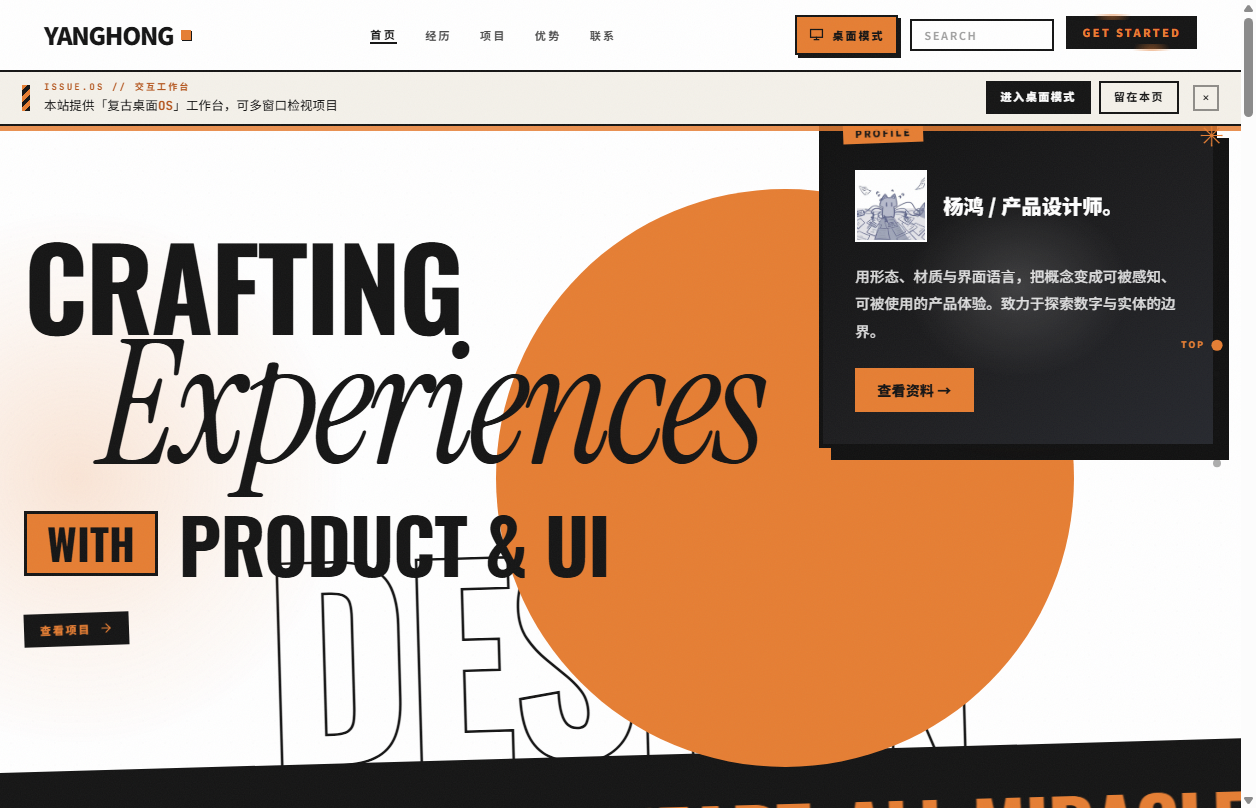 YANGHONG
首页 经历 项目 优势 联系
桌面模式
SEARCH
GET STARTED
ISSUE.OS // 交互工作台
本站提供「复古桌面OS」工作台，可多窗口检视项目
进入桌面模式
留在本页
×
PROFILE
杨鸿 / 产品设计师。
用形态、材质与界面语言，把概念变成可被感知、
可被使用的产品体验。致力于探索数字与实体的边
界。
TOP
查看资料 →
CRAFTING
Experiences
WITH PRODUCT & UI
查看项目 →
ALL MIRACLE